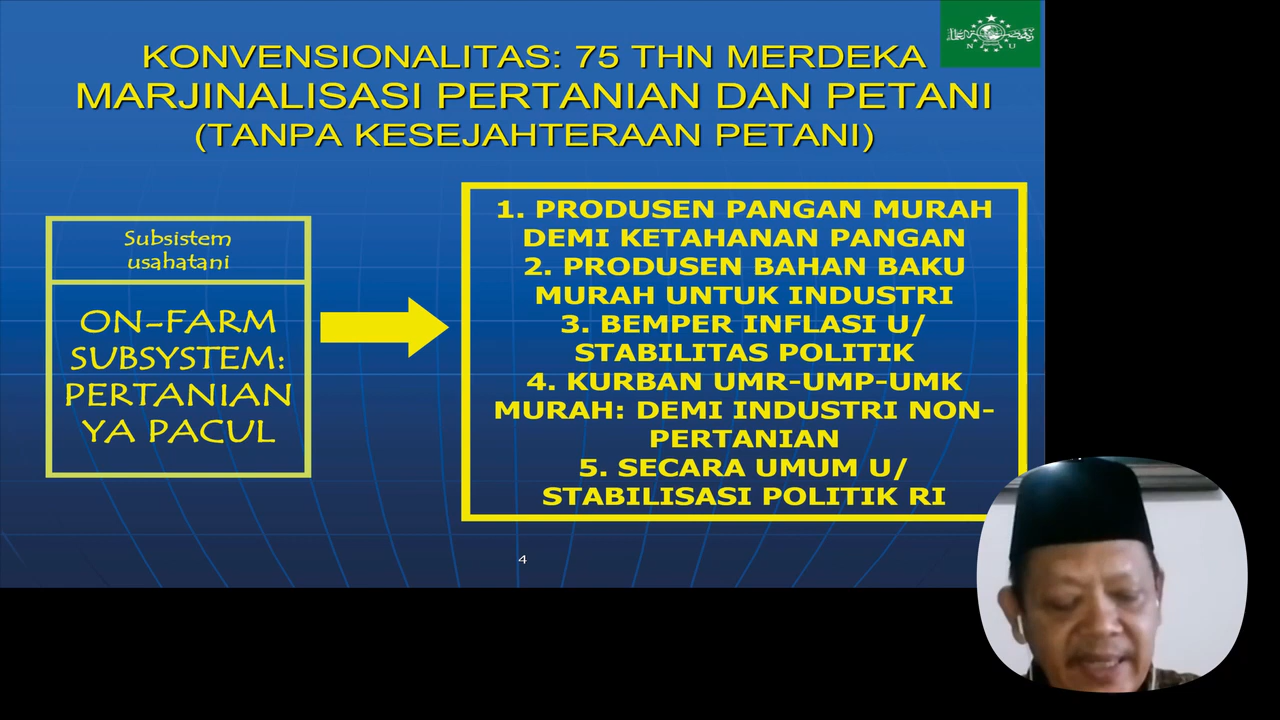 KONVENSIONALITAS: 75 THN MERDEKA
MARJINALISASI PERTANIAN DAN PETANI
(TANPA KESEJAHTERAAN PETANI)
Subsistem
usahatani
ON-FARM
SUBSYSTEM:
PERTANIAN
YA PACUL
1. PRODUSEN PANGAN MURAH
DEMI KETAHANAN PANGAN
2. PRODUSEN BAHAN BAKU
MURAH UNTUK INDUSTRI
3. BEMPER INFLASI U/
STABILITAS POLITIK
4. KURBAN UMR-UMP-UMK
MURAH: DEMI INDUSTRI NON-
PERTANIAN
5. SECARA UMUM U/
STABILISASI POLITIK RI
4
N U